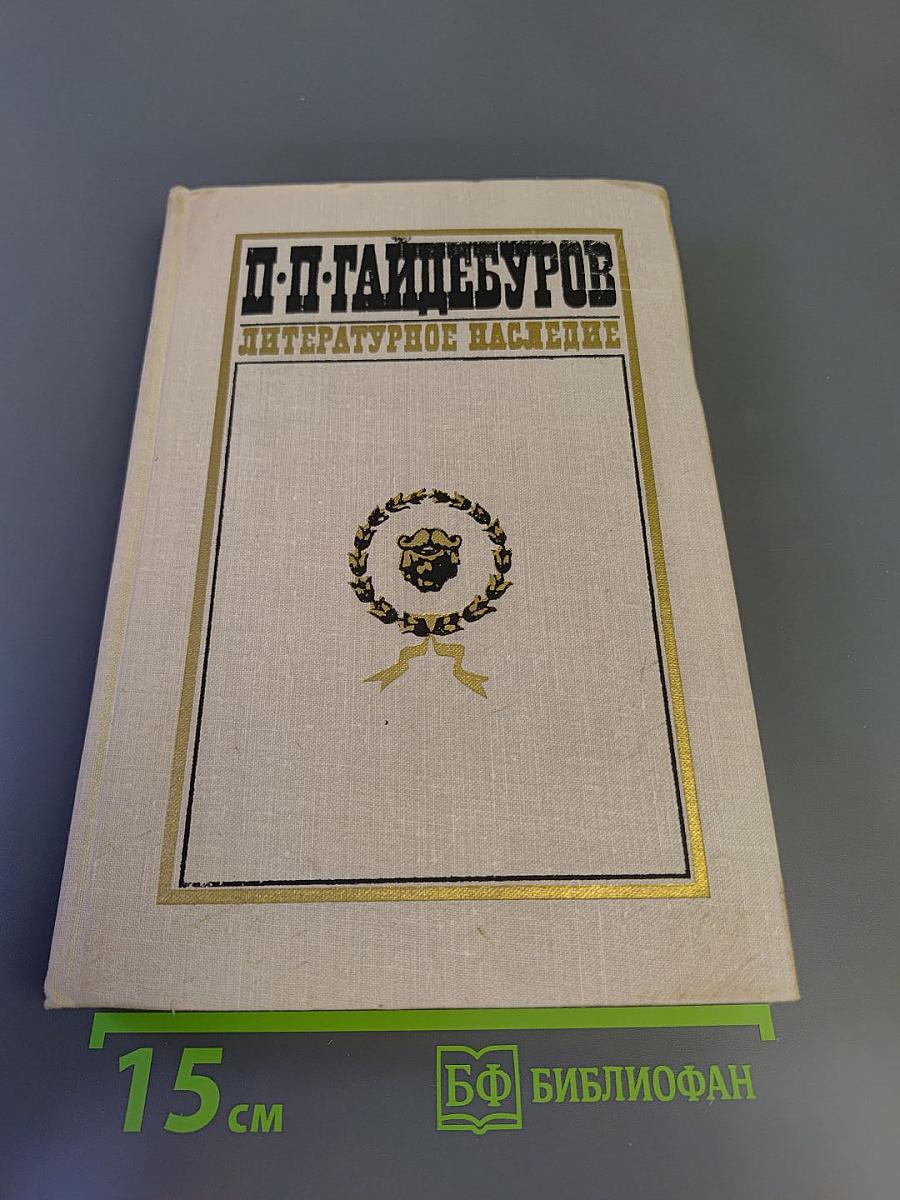 П·П·ГАЙДЕБУРОВ
ЛИТЕРАТУРНОЕ НАСЛЕДИЕ
15 см
БФ БИБЛИОФАН